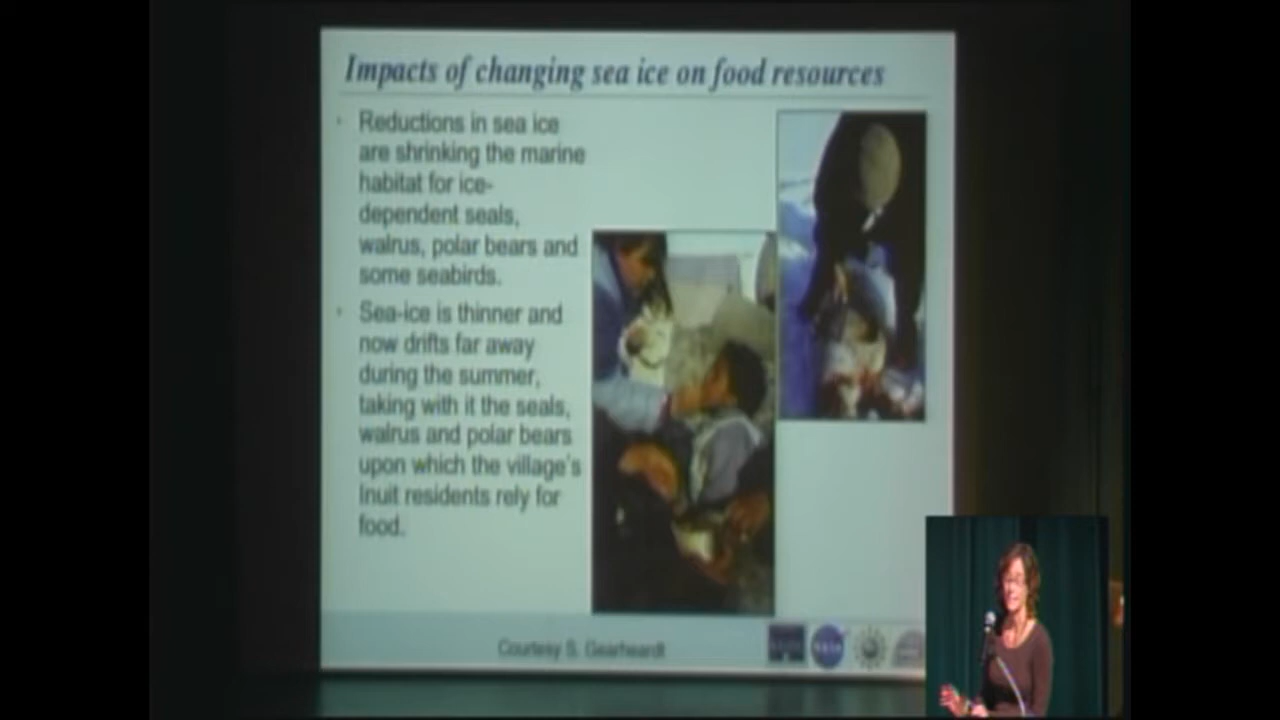 Impacts of changing sea ice on food resources
Reductions in sea ice
are shrinking the marine
habitat for ice-
dependent seals,
walrus, polar bears and
some seabirds.
Sea-ice is thinner and
now drifts far away
during the summer,
taking with it the seals,
walrus and polar bears
upon which the village's
Inuit residents rely for
food.
Courtesy S. Gearheardt
NASA